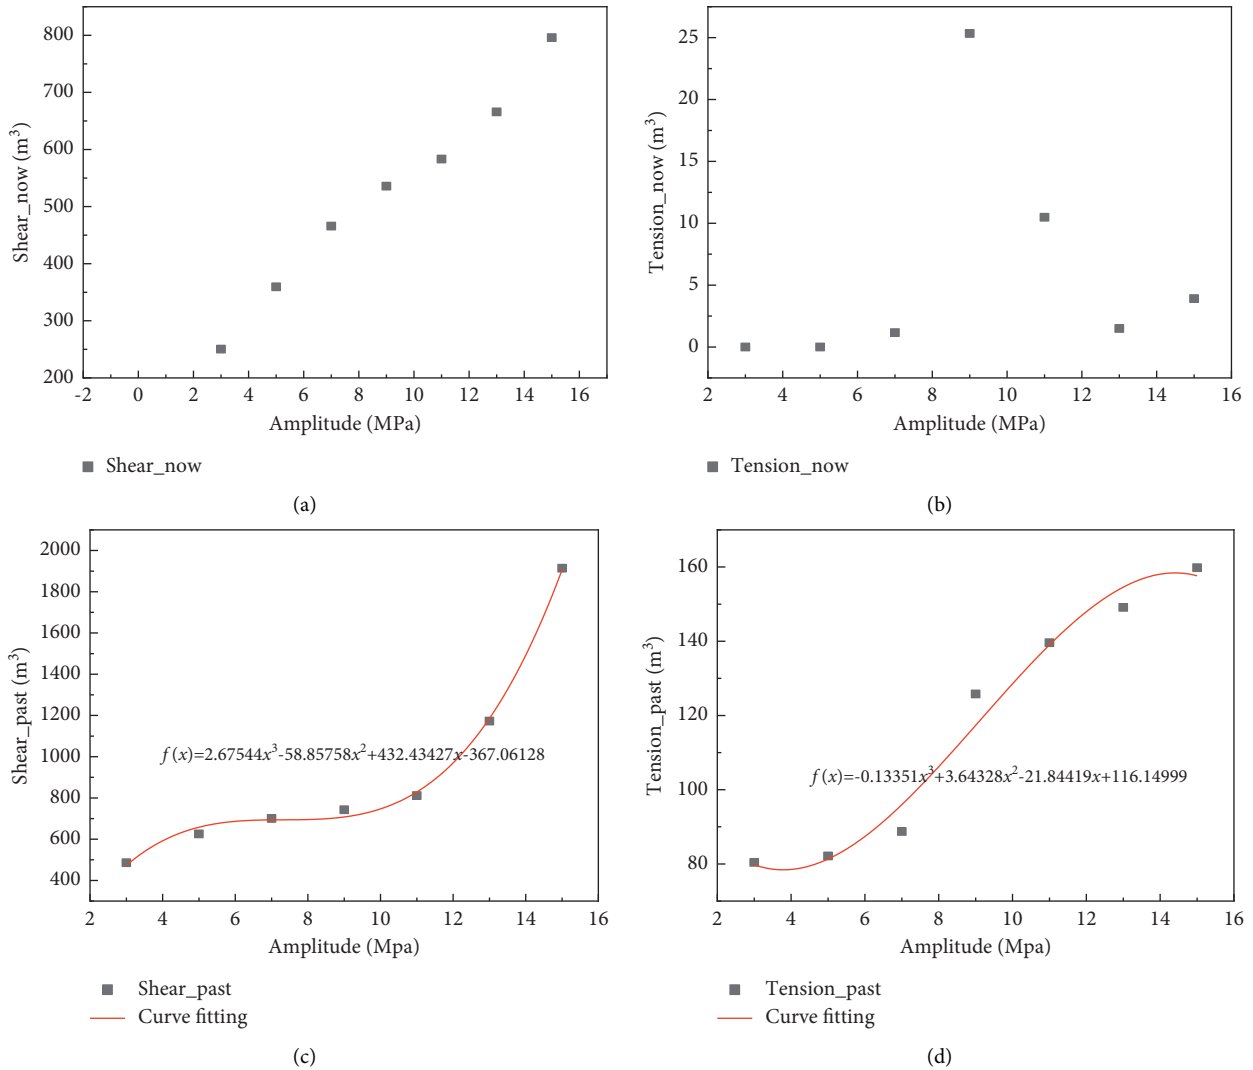 800
700
600
500
400
300
200
Shear_now (m³)
-2 0 2 4 6 8 10 12 14 16
Amplitude (MPa)
Shear_now
(a)
25
20
15
10
5
0
Tension_now (m³)
2 4 6 8 10 12 14 16
Amplitude (MPa)
Tension_now
(b)
2000
1800
1600
1400
1200
1000
800
600
400
Shear_past (m³)
f (x)=2.67544x³-58.85758x²+432.43427x-367.06128
2 4 6 8 10 12 14 16
Amplitude (Mpa)
Shear_past
Curve fitting
(c)
160
140
120
100
80
Tension_past (m³)
f (x)=-0.13351x³+3.64328x²-21.84419x+116.14999
2 4 6 8 10 12 14 16
Amplitude (Mpa)
Tension_past
Curve fitting
(d)